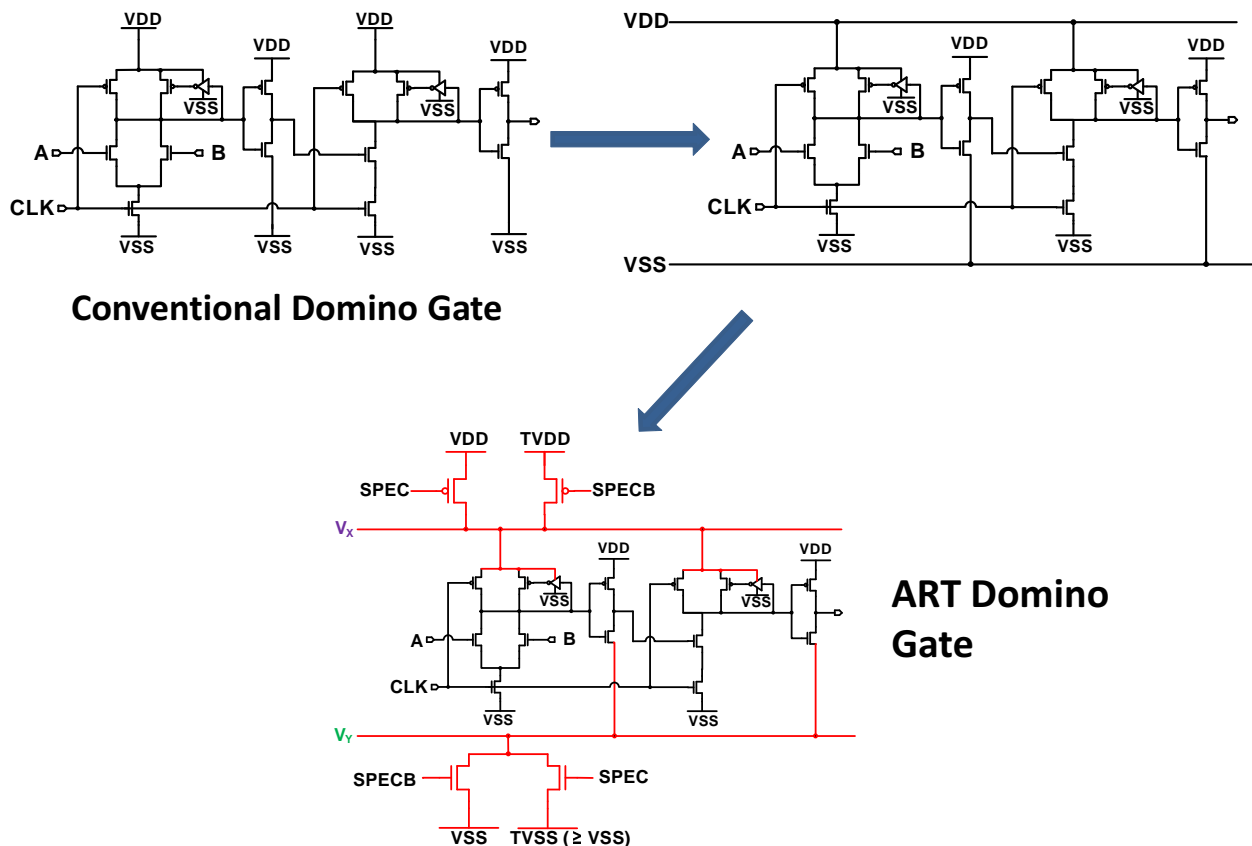 VDD
VDD
VDD
VDD
VSS
VSS
A
B
CLK
VSS
VSS
VSS
VSS
Conventional Domino Gate
VDD
VDD
VDD
VSS
VSS
A
B
CLK
VSS
VSS
VSS
VDD
TVDD
SPEC
SPECB
VX
VDD
VDD
VSS
VSS
A
B
CLK
VSS
VSS
VY
SPECB
SPEC
VSS
TVSS (≥ VSS)
ART Domino
Gate